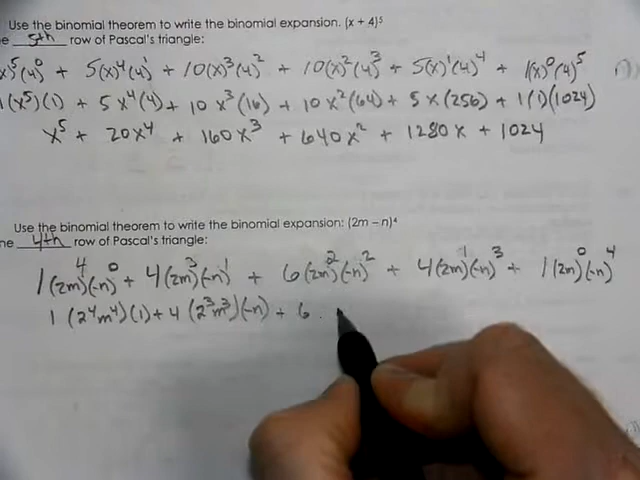 Use the binomial theorem to write the binomial expansion. (x + 4)⁵
5th row of Pascal's triangle:
x)⁵(4)⁰ + 5(x)⁴(4)¹ + 10(x)³(4)² + 10(x)²(4)³ + 5(x)¹(4)⁴ + 1(x)⁰(4)⁵
1(x⁵)(1) + 5x⁴(4) + 10x³(16) + 10x²(64) + 5x(256) + 1(1)(1024)
x⁵ + 20x⁴ + 160x³ + 640x² + 1280x + 1024
Use the binomial theorem to write the binomial expansion: (2m – n)⁴
4th row of Pascal's triangle:
1(2m)⁴(-n)⁰ + 4(2m)³(-n)¹ + 6(2m)²(-n)² + 4(2m)¹(-n)³ + 1(2m)⁰(-n)⁴
1(2⁴m⁴)(1) + 4(2³m³)(-n) + 6 ·